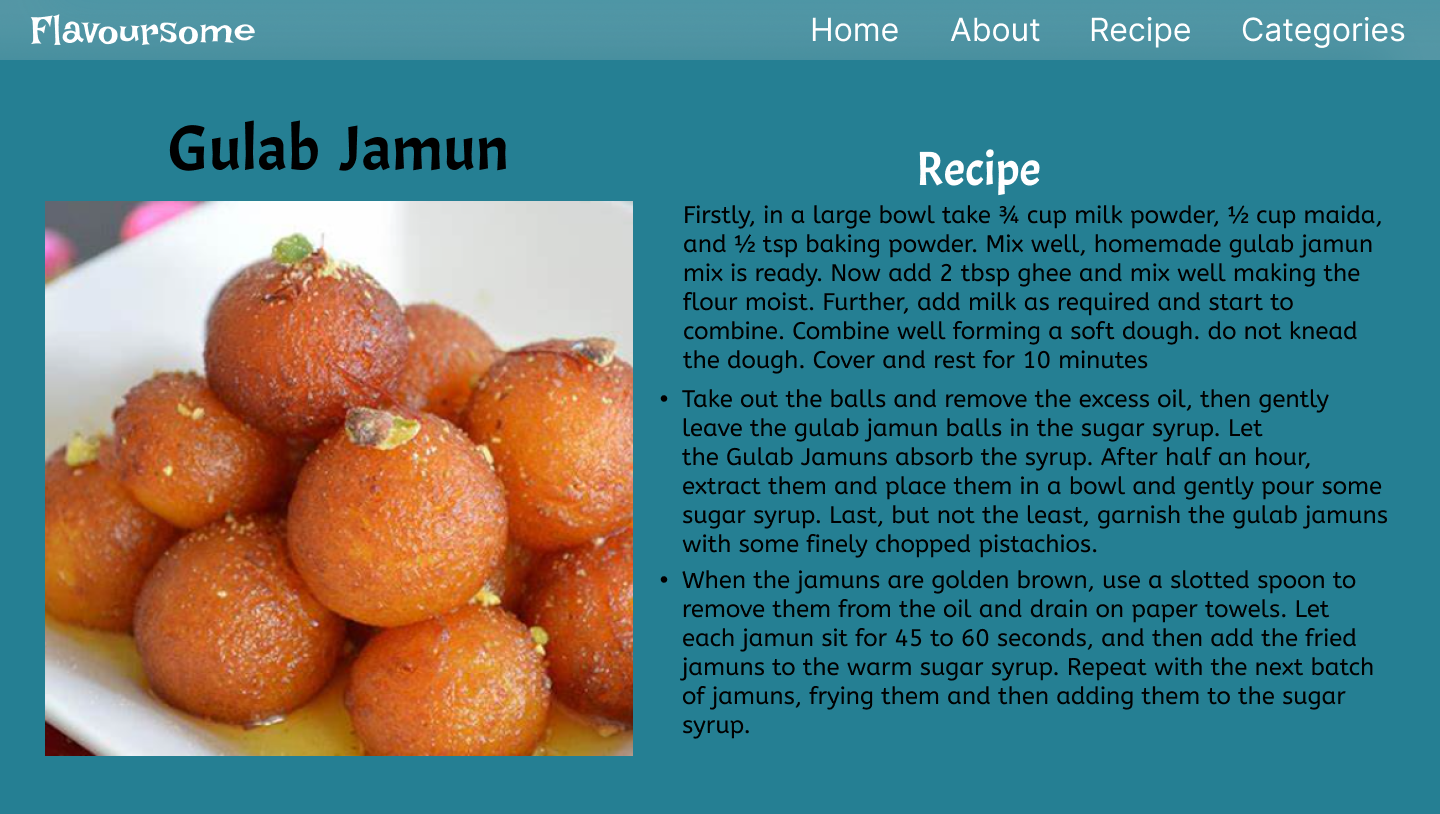 Flavoursome
Home About Recipe Categories
Gulab Jamun
Recipe
Firstly, in a large bowl take ¾ cup milk powder, ½ cup maida,
and ½ tsp baking powder. Mix well, homemade gulab jamun
mix is ready. Now add 2 tbsp ghee and mix well making the
flour moist. Further, add milk as required and start to
combine. Combine well forming a soft dough. do not knead
the dough. Cover and rest for 10 minutes
• Take out the balls and remove the excess oil, then gently
leave the gulab jamun balls in the sugar syrup. Let
the Gulab Jamuns absorb the syrup. After half an hour,
extract them and place them in a bowl and gently pour some
sugar syrup. Last, but not the least, garnish the gulab jamuns
with some finely chopped pistachios.
• When the jamuns are golden brown, use a slotted spoon to
remove them from the oil and drain on paper towels. Let
each jamun sit for 45 to 60 seconds, and then add the fried
jamuns to the warm sugar syrup. Repeat with the next batch
of jamuns, frying them and then adding them to the sugar
syrup.